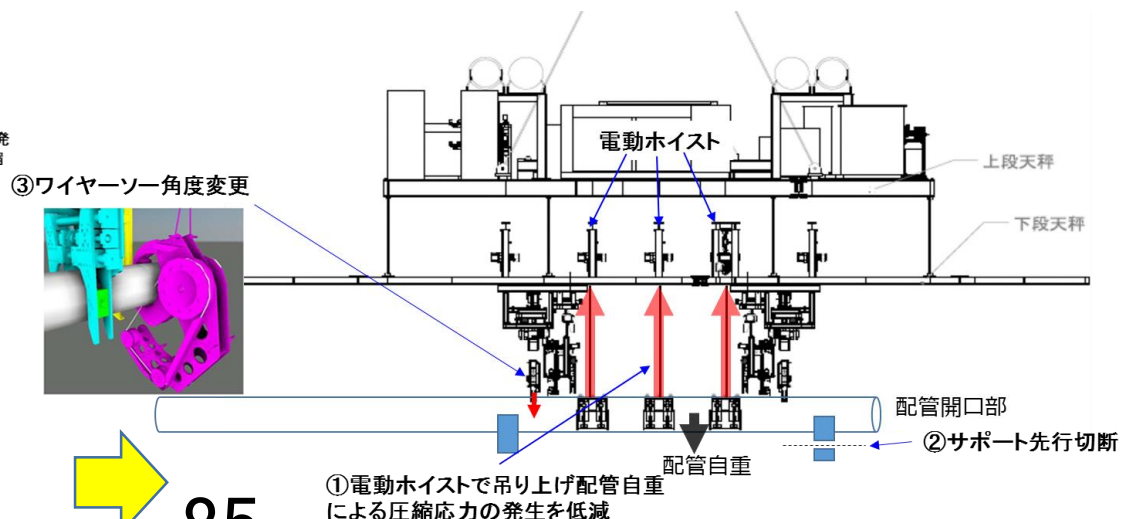 発
③ワイヤーソー角度変更
電動ホイスト
上段天秤
下段天秤
配管開口部
②サポート先行切断
配管自重
①電動ホイストで吊り上げ配管自重
による圧縮応力の発生を低減